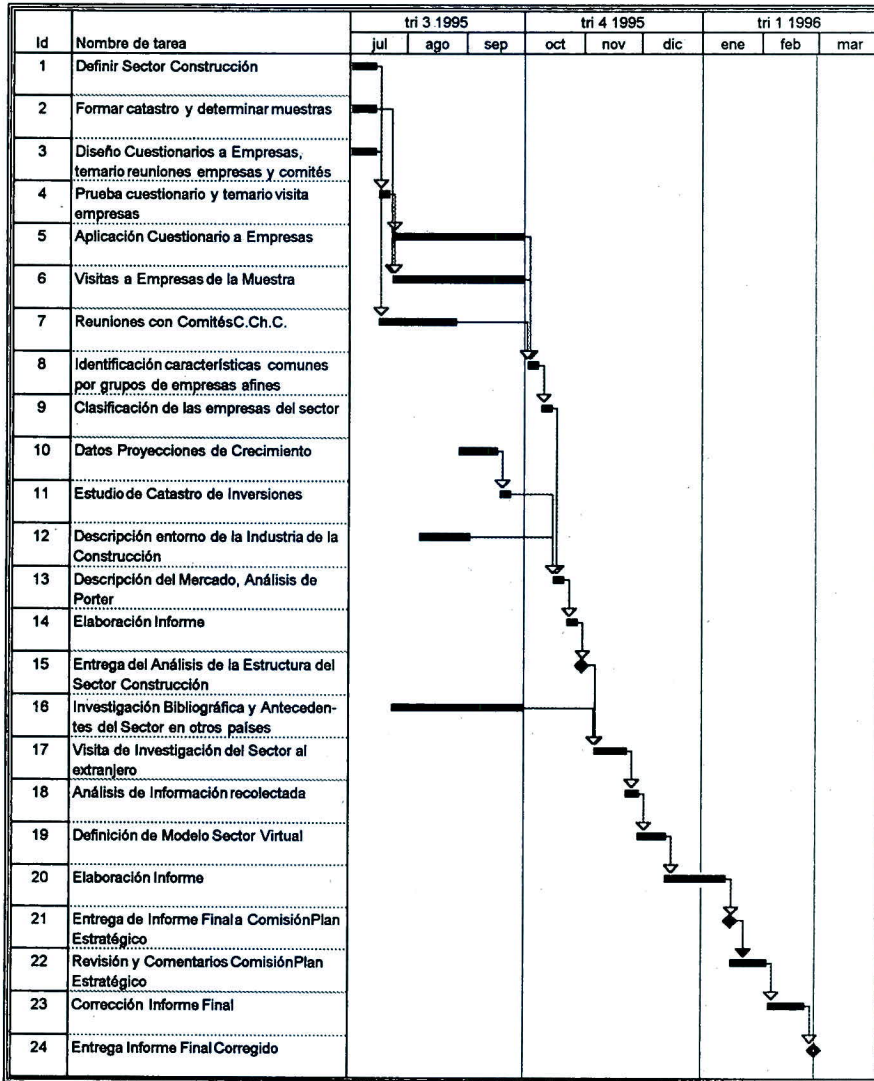 tri 3 1995 tri 4 1995 tri 1 1996
Id Nombre de tarea jul ago sep oct nov dic ene feb mar
1 Definir Sector Construcción
2 Formar catastro y determinar muestras
3 Diseño Cuestionarios a Empresas,
temario reuniones empresas y comités
4 Prueba cuestionario y temario visita
empresas
5 Aplicación Cuestionario a Empresas
6 Visitas a Empresas de la Muestra
7 Reuniones con Comités C.Ch.C.
8 Identificación características comunes
por grupos de empresas afines
9 Clasificación de las empresas del sector
10 Datos Proyecciones de Crecimiento
11 Estudio de Catastro de Inversiones
12 Descripción entorno de la Industria de la
Construcción
13 Descripción del Mercado, Análisis de
Porter
14 Elaboración Informe
15 Entrega del Análisis de la Estructura del
Sector Construcción
16 Investigación Bibliográfica y Anteceden-
tes del Sector en otros países
17 Visita de Investigación del Sector al
extranjero
18 Análisis de Información recolectada
19 Definición de Modelo Sector Virtual
20 Elaboración Informe
21 Entrega de Informe Final a Comisión Plan
Estratégico
22 Revisión y Comentarios Comisión Plan
Estratégico
23 Corrección Informe Final
24 Entrega Informe Final Corregido